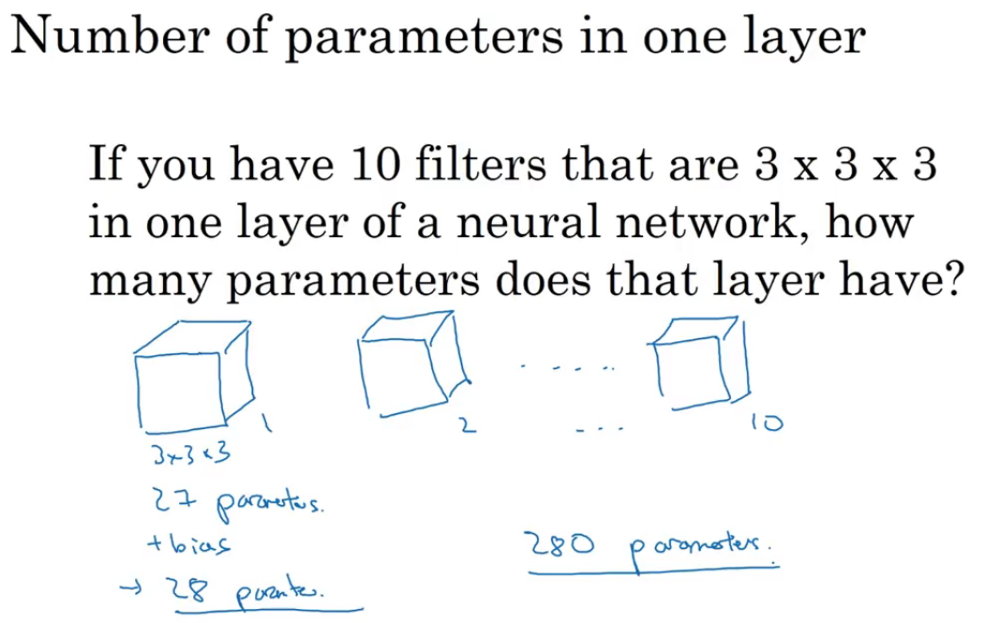 Number of parameters in one layer
If you have 10 filters that are 3 x 3 x 3
in one layer of a neural network, how
many parameters does that layer have?
1 2 ..... 10
...
3x3x3
27 parameters.
+ bias
280 parameters.
→ 28